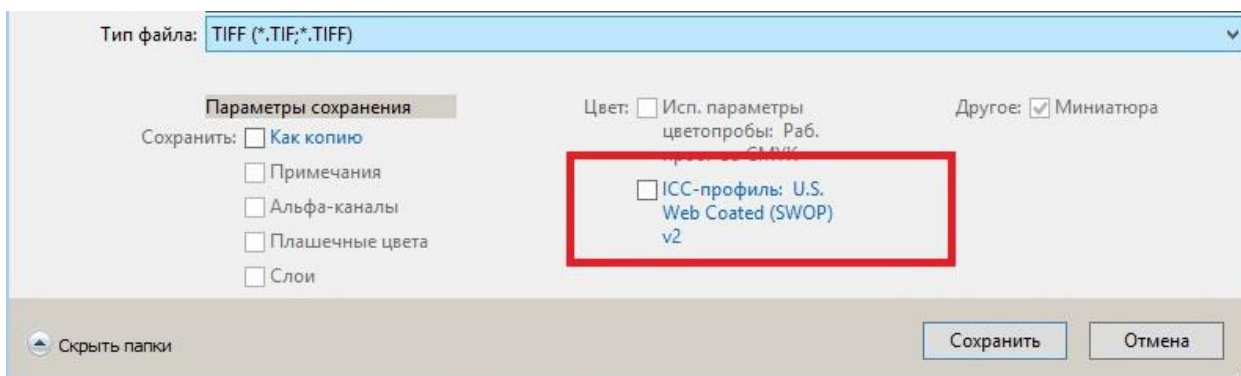 Тип файла: TIFF (*.TIF;*.TIFF)
Параметры сохранения
Сохранить: Как копию
Примечания
Альфа-каналы
Плашечные цвета
Слои
Цвет: Исп. параметры
цветопробы: Раб.
CMYK
ICC-профиль: U.S.
Web Coated (SWOP)
v2
Другое: Миниатюра
Скрыть папки
Сохранить
Отмена